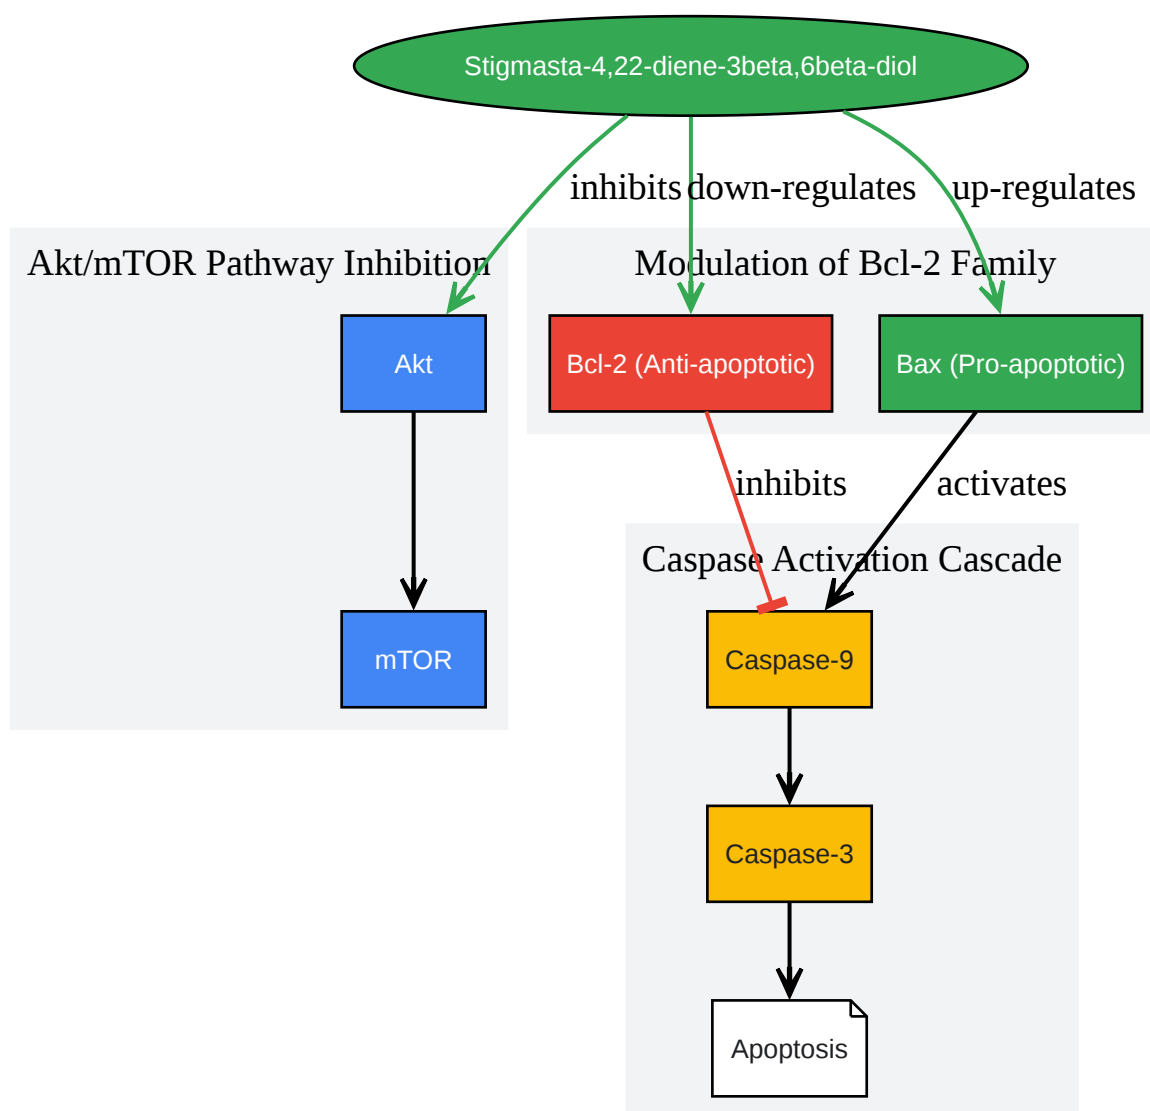 Stigmasta-4,22-diene-3beta,6beta-diol
inhibits
down-regulates
up-regulates
Akt/mTOR Pathway Inhibition
Modulation of Bcl-2 Family
Akt
Bcl-2 (Anti-apoptotic)
Bax (Pro-apoptotic)
inhibits
activates
Caspase Activation Cascade
mTOR
Caspase-9
Caspase-3
Apoptosis